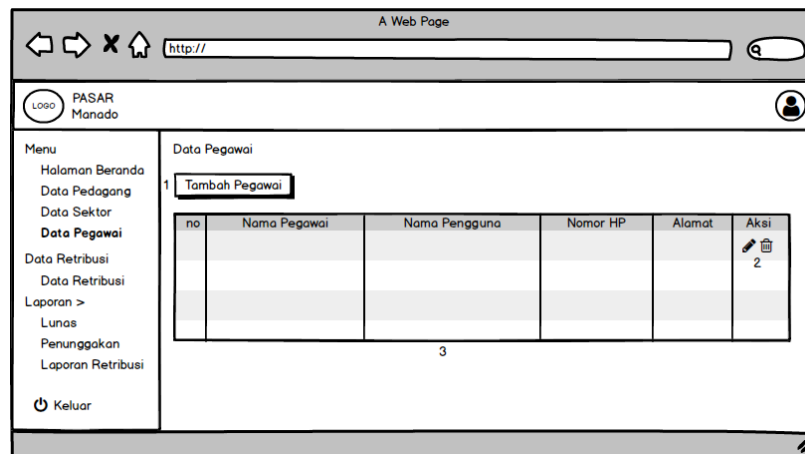 A Web Page
http://
LOGO
PASAR
Manado
Menu
Halaman Beranda
Data Pedagang
Data Sektor
Data Pegawai
Data Retribusi
Data Retribusi
Laporan >
Lunas
Penunggakan
Laporan Retribusi
Keluar
Data Pegawai
1 Tambah Pegawai
no Nama Pegawai Nama Pengguna Nomor HP Alamat Aksi
2
3